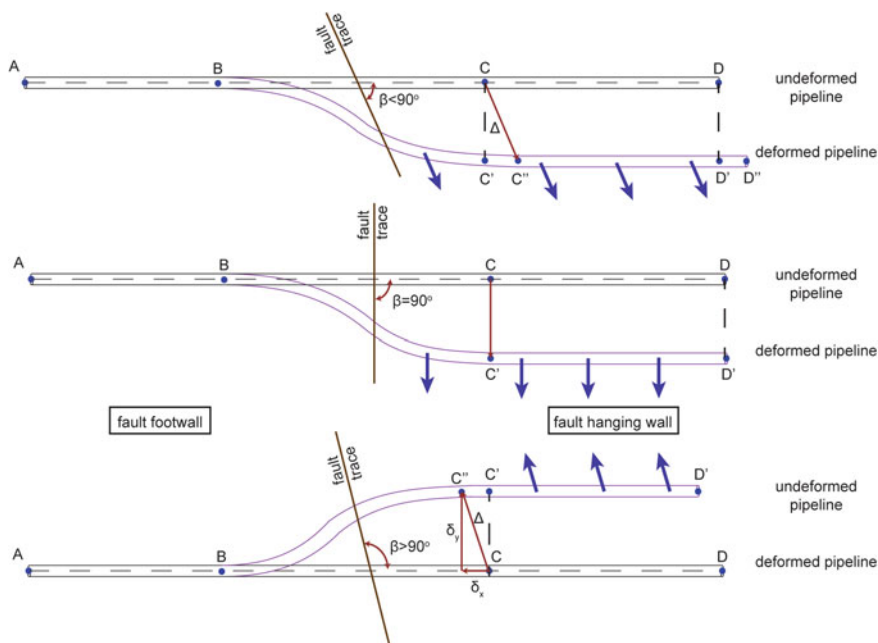 fault trace
A
B
C
D
undeformed
pipeline
β<90°
Δ
deformed pipeline
C'
C''
D'
D''
fault trace
A
B
C
D
undeformed
pipeline
β=90°
deformed pipeline
C'
D'
fault footwall
fault hanging wall
fault trace
C''
C'
D'
undeformed
pipeline
Δ
δy
β>90°
A
B
C
D
deformed pipeline
δx